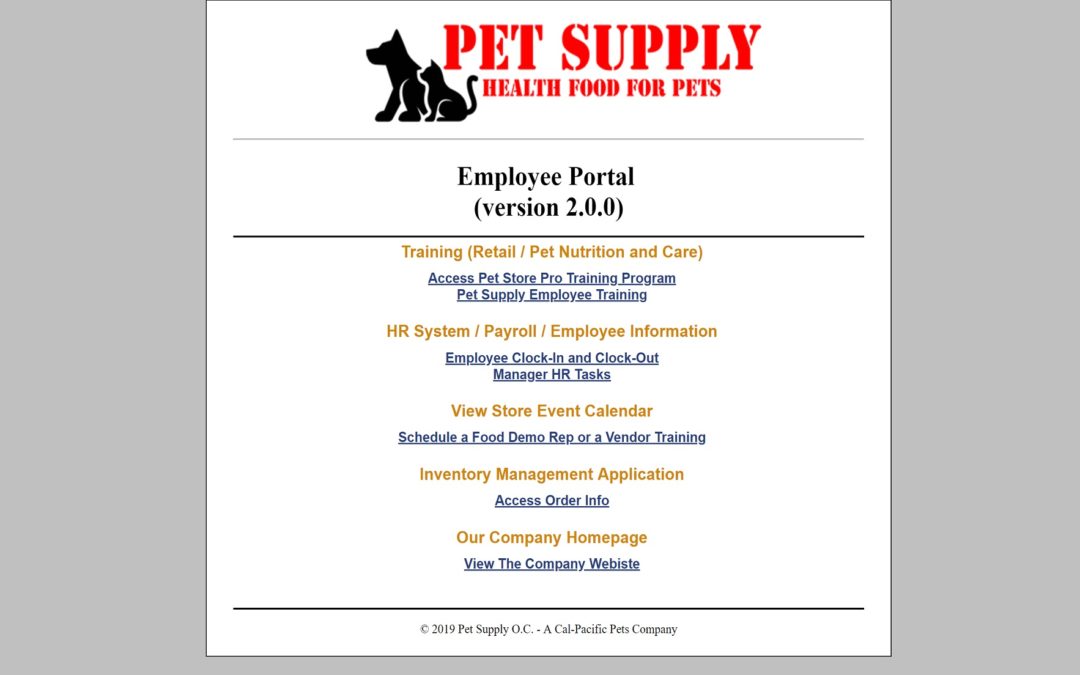 PET SUPPLY
HEALTH FOOD FOR PETS
Employee Portal
(version 2.0.0)
Training (Retail / Pet Nutrition and Care)
Access Pet Store Pro Training Program
Pet Supply Employee Training
HR System / Payroll / Employee Information
Employee Clock-In and Clock-Out
Manager HR Tasks
View Store Event Calendar
Schedule a Food Demo Rep or a Vendor Training
Inventory Management Application
Access Order Info
Our Company Homepage
View The Company Webiste
© 2019 Pet Supply O.C. - A Cal-Pacific Pets Company